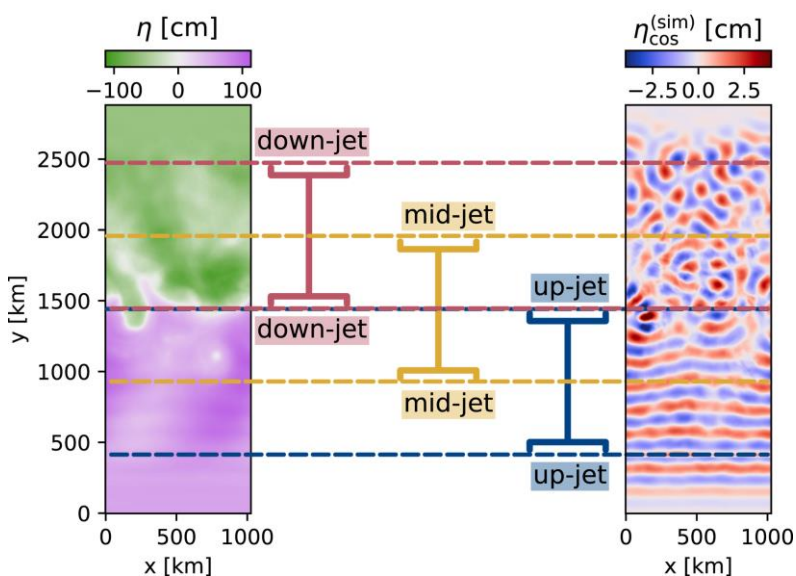 η [cm]
−100 0 100
η_cos^(sim) [cm]
−2.5 0.0 2.5
y [km]
2500
2000
1500
1000
500
0
down-jet
mid-jet
up-jet
down-jet
mid-jet
up-jet
0 500 1000
x [km]
0 500 1000
x [km]